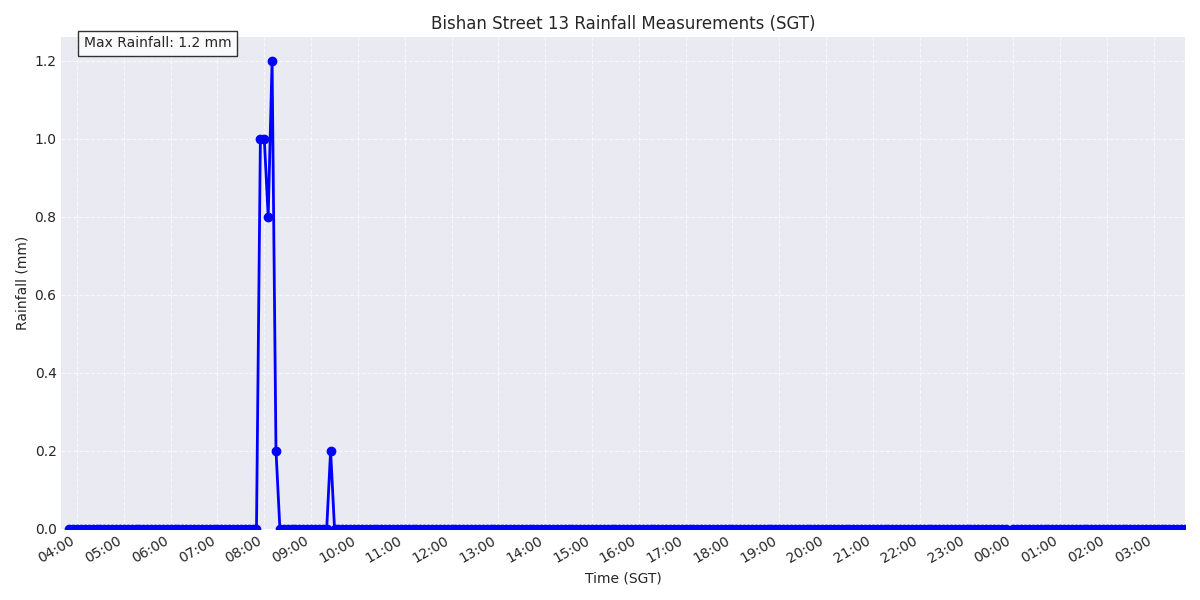 Bishan Street 13 Rainfall Measurements (SGT)
Max Rainfall: 1.2 mm
1.2
1.0
0.8
0.6
0.4
0.2
0.0
Rainfall (mm)
04:00 05:00 06:00 07:00 08:00 09:00 10:00 11:00 12:00 13:00 14:00 15:00 16:00 17:00 18:00 19:00 20:00 21:00 22:00 23:00 00:00 01:00 02:00 03:00
Time (SGT)